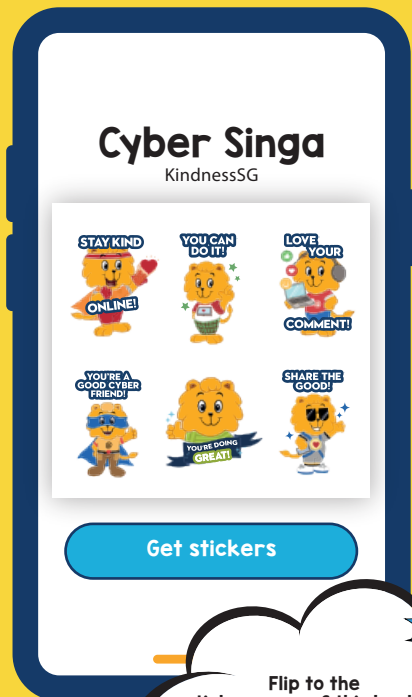 Cyber Singa
KindnessSG
STAY KIND
ONLINE!
YOU CAN
DO IT!
LOVE
YOUR
COMMENT!
YOU'RE A
GOOD CYBER
FRIEND!
YOU'RE DOING
GREAT!
SHARE THE
GOOD!
Get stickers
Flip to the